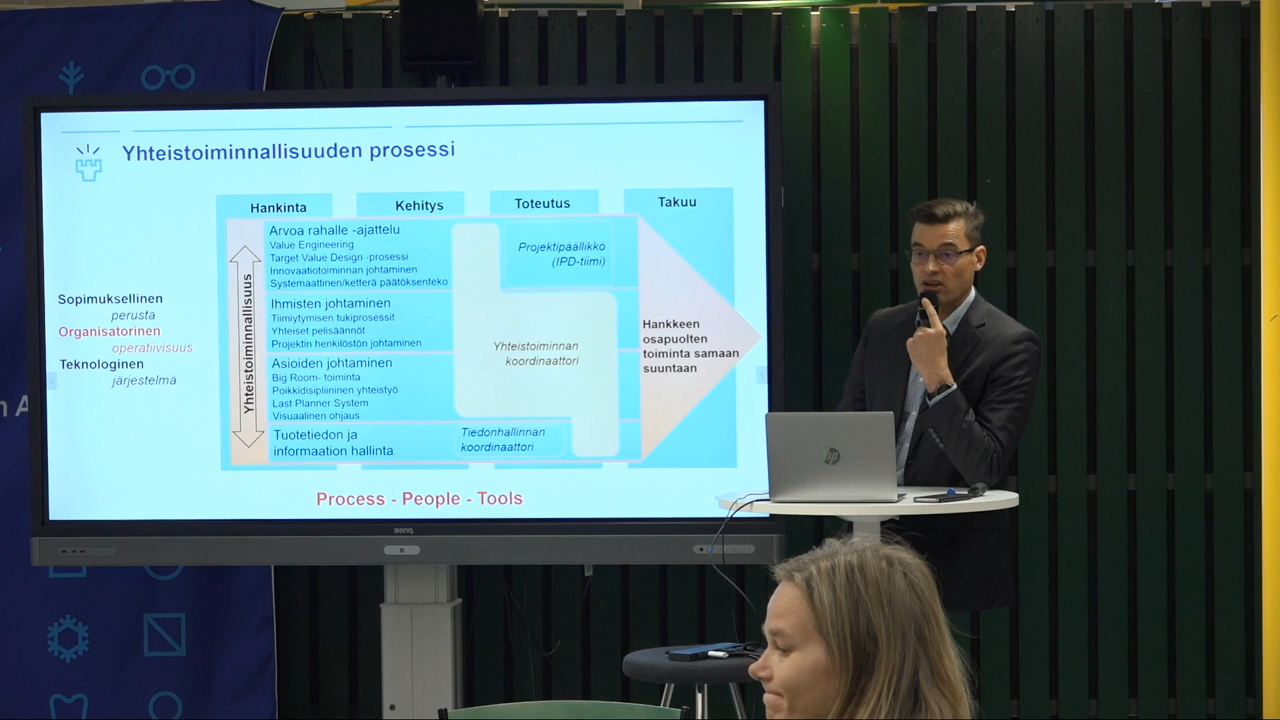 Yhteistoiminnallisuuden prosessi
Hankinta
Kehitys
Toteutus
Takuu
Yhteistoiminnallisuus
Arvoa rahalle -ajattelu
Value Engineering
Target Value Design -prosessi
Innovaatiotoiminnan johtaminen
Systemaattinen/ketterä päätöksenteko
Projektipäällikkö
(IPD-tiimi)
Ihmisten johtaminen
Tiimiytymisen tukiprosessit
Yhteiset pelisäännöt
Projektin henkilöstön johtaminen
Yhteistoiminnan
koordinaattori
Asioiden johtaminen
Big Room- toiminta
Poikkidisipliininen yhteistyö
Last Planner System
Visuaalinen ohjaus
Tuotetiedon ja
informaation hallinta
Tiedonhallinnan
koordinaattori
Hankkeen
osapuolten
toiminta samaan
suuntaan
Sopimuksellinen
perusta
Organisatorinen
operatiivisuus
Teknologinen
järjestelmä
Process - People - Tools
BenQ
hp
n A